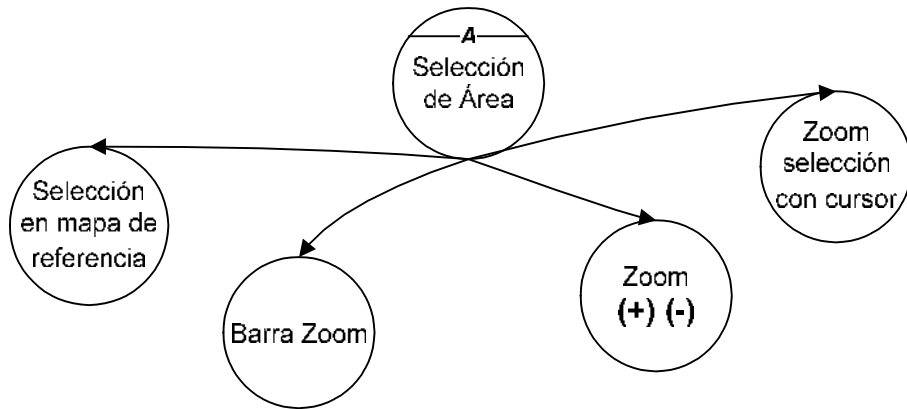 A
Selección
de Área
Selección
en mapa de
referencia
Barra Zoom
Zoom
(+) (-)
Zoom
selección
con cursor